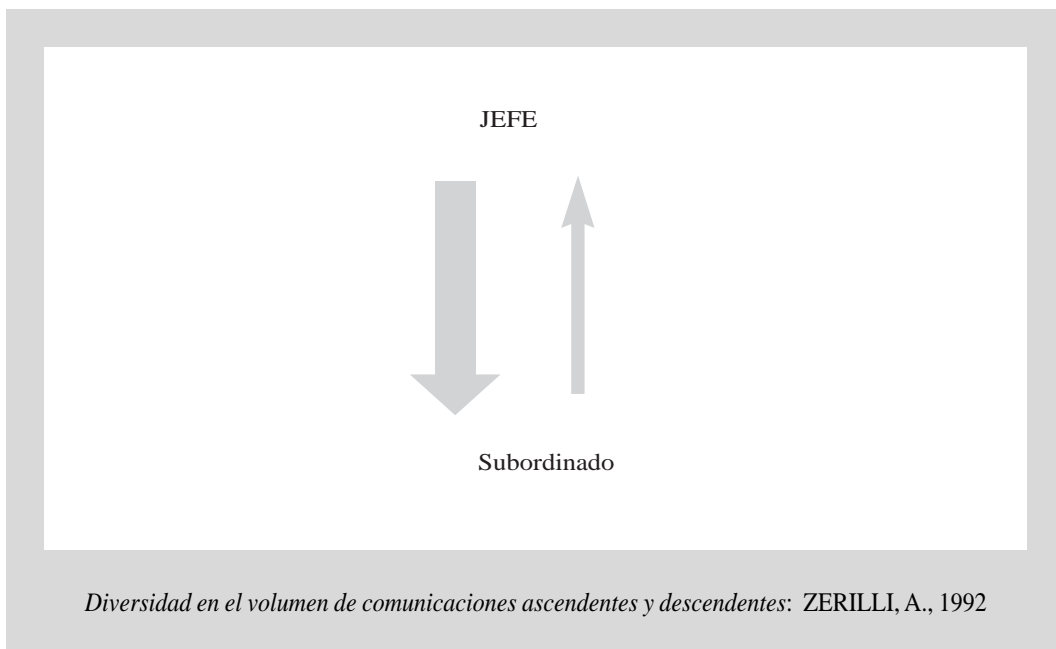 JEFE
Subordinado
Diversidad en el volumen de comunicaciones ascendentes y descendentes: ZERILLI, A., 1992